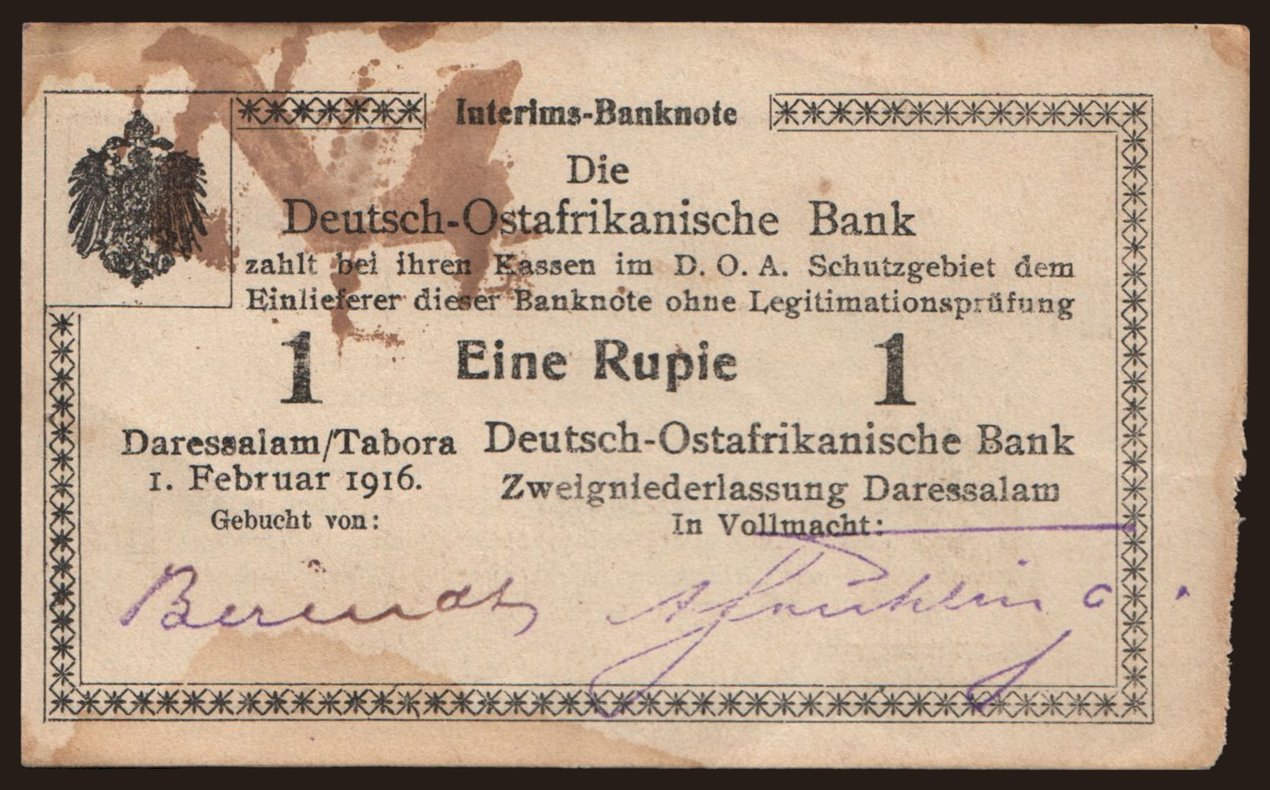 Interims-Banknote
Die
Deutsch-Ostafrikanische Bank
zahlt bei ihren Kassen im D. O. A. Schutzgebiet dem
Einlieferer dieser Banknote ohne Legitimationsprüfung
1 Eine Rupie 1
Daressalam/Tabora
1. Februar 1916.
Gebucht von:
Deutsch-Ostafrikanische Bank
Zweigniederlassung Daressalam
In Vollmacht:
Berendt